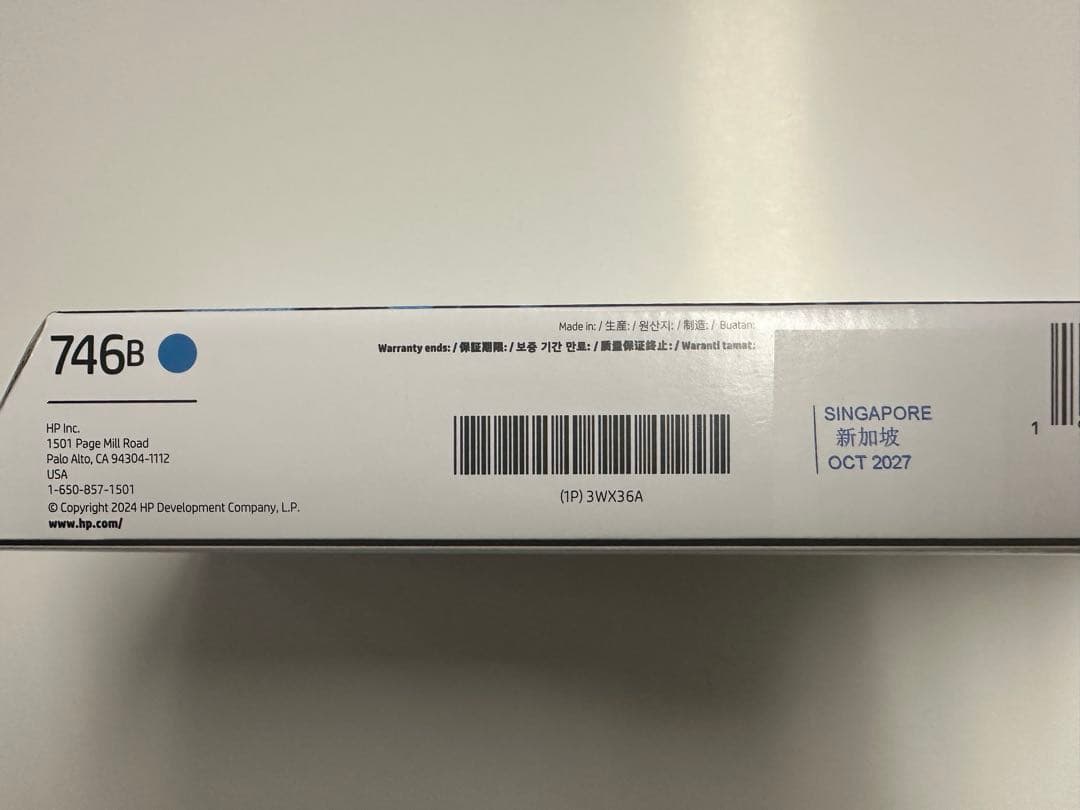 746B
HP Inc.
1501 Page Mill Road
Palo Alto, CA 94304-1112
USA
1-650-857-1501
© Copyright 2024 HP Development Company, L.P.
www.hp.com/
Made in: / 生産: / 원산지: / 制造: / Buatan:
Warranty ends: / 保証期限: / 보증 기간 만료: / 质量保证终止: / Waranti tamat:
(1P) 3WX36A
SINGAPORE
新加坡
OCT 2027
1